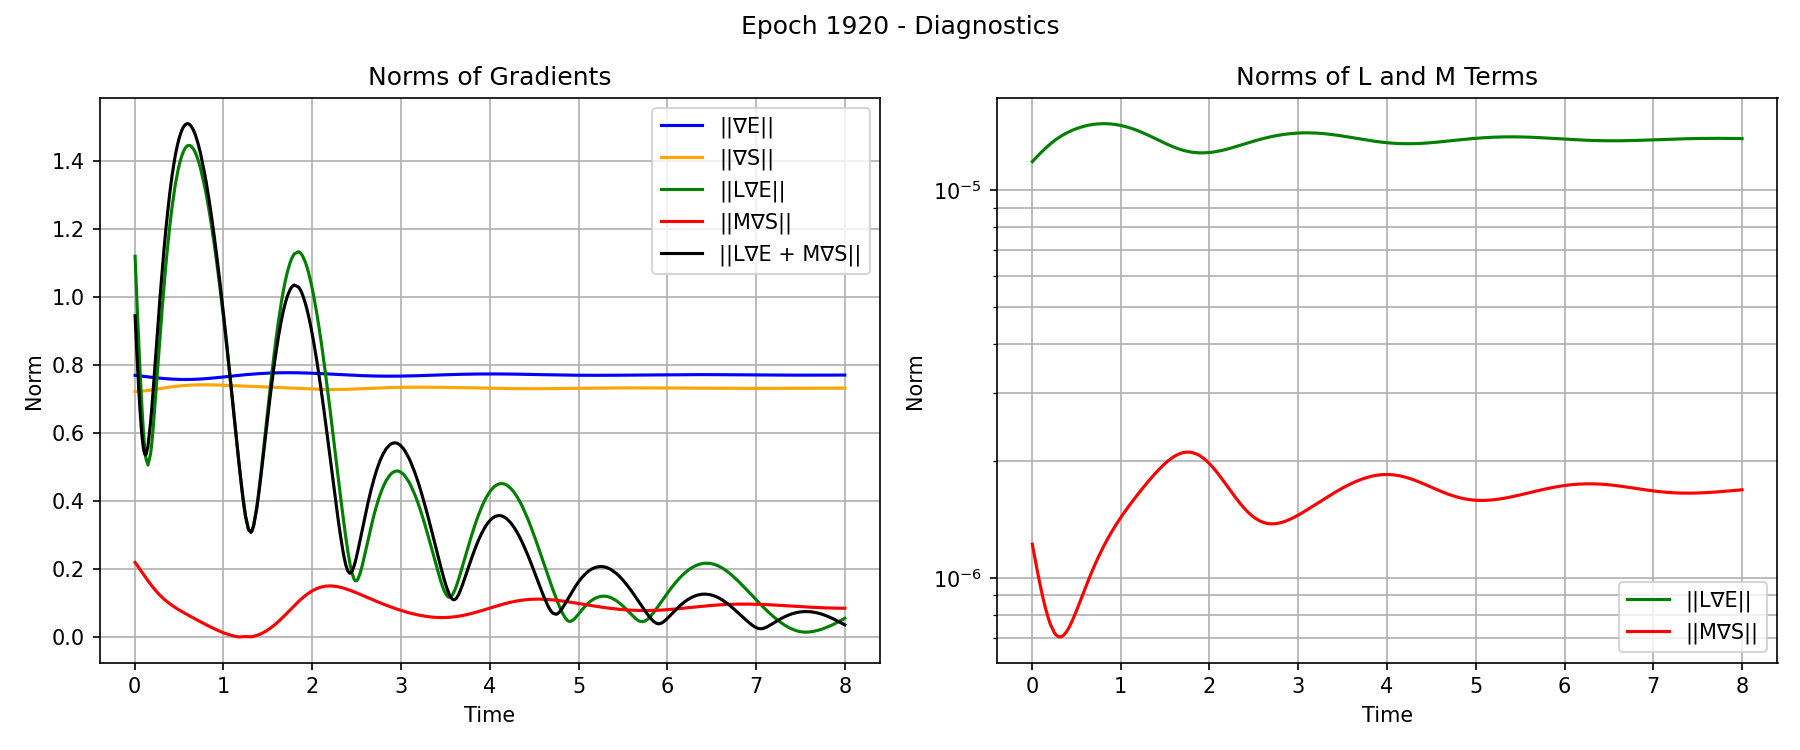 Epoch 1920 - Diagnostics
Norms of Gradients
||∇E||
||∇S||
||L∇E||
||M∇S||
||L∇E + M∇S||
1.4
1.2
1.0
0.8
0.6
0.4
0.2
0.0
Norm
0 1 2 3 4 5 6 7 8
Time
Norms of L and M Terms
10⁻⁵
10⁻⁶
Norm
||L∇E||
||M∇S||
0 1 2 3 4 5 6 7 8
Time